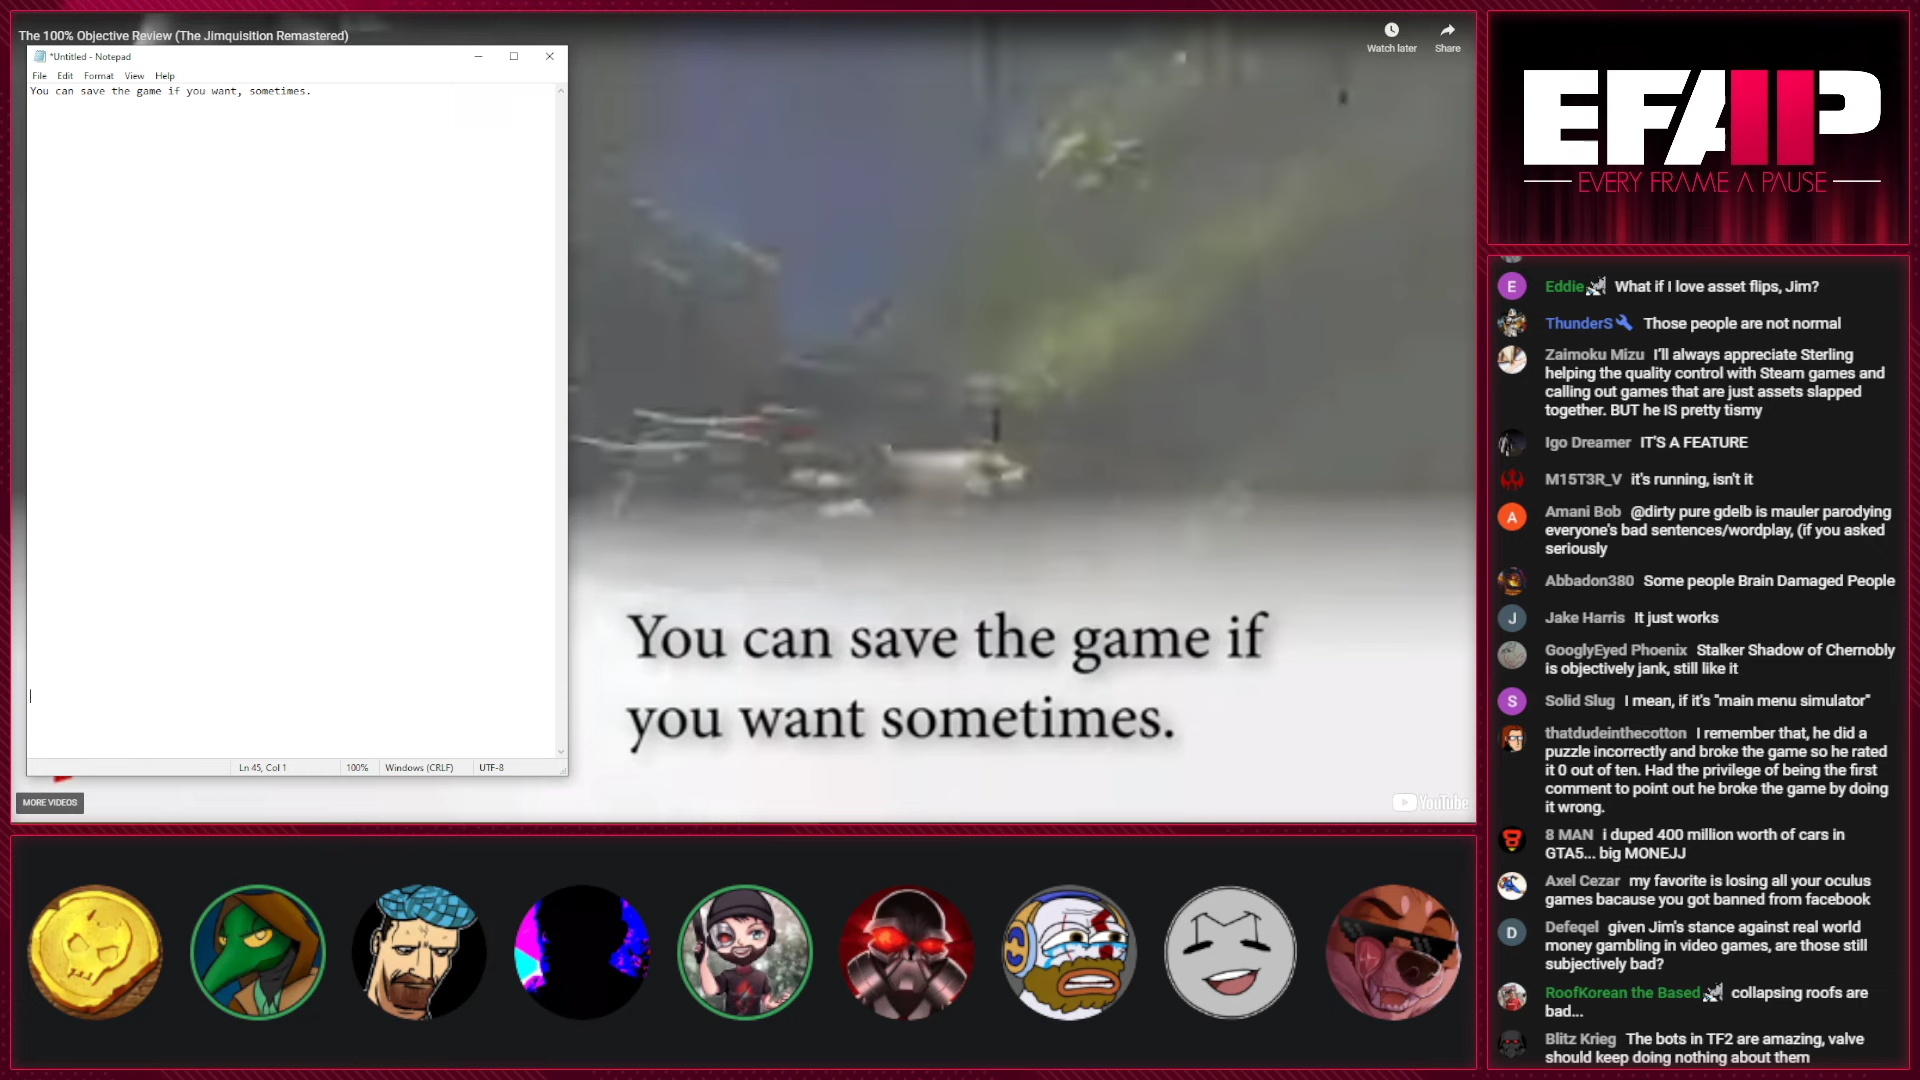 The 100% Objective Review (The Jimquisition Remastered)
Watch later
Share
*Untitled - Notepad
File Edit Format View Help
You can save the game if you want, sometimes.
Ln 45, Col 1
100%
Windows (CRLF)
UTF-8
You can save the game if
you want sometimes.
MORE VIDEOS
YouTube
EFAP
EVERY FRAME A PAUSE
E
Eddie What if I love asset flips, Jim?
ThunderS Those people are not normal
Zaimoku Mizu I'll always appreciate Sterling
helping the quality control with Steam games and
calling out games that are just assets slapped
together. BUT he IS pretty tismy
Igo Dreamer IT'S A FEATURE
M15T3R_V it's running, isn't it
A
Amani Bob @dirty pure gdelb is mauler parodying
everyone's bad sentences/wordplay, (if you asked
seriously
Abbadon380 Some people Brain Damaged People
J
Jake Harris It just works
GooglyEyed Phoenix Stalker Shadow of Chernobly
is objectively jank, still like it
S
Solid Slug I mean, if it's "main menu simulator"
thatdudeinthecotton I remember that, he did a
puzzle incorrectly and broke the game so he rated
it 0 out of ten. Had the privilege of being the first
comment to point out he broke the game by doing
it wrong.
8 MAN i duped 400 million worth of cars in
GTA5... big MONEJJ
Axel Cezar my favorite is losing all your oculus
games bacause you got banned from facebook
D
Defeqel given Jim's stance against real world
money gambling in video games, are those still
subjectively bad?
RoofKorean the Based collapsing roofs are
bad...
Blitz Krieg The bots in TF2 are amazing, valve
should keep doing nothing about them